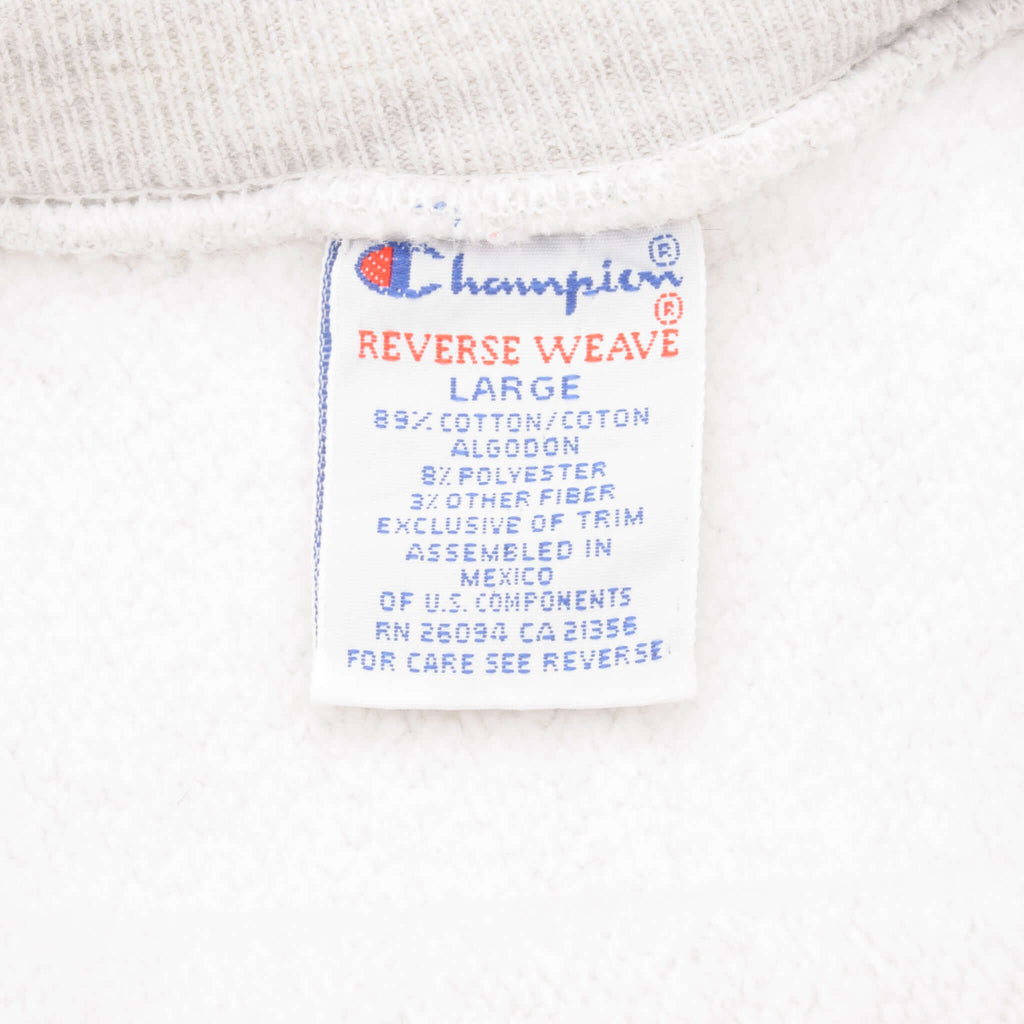 Champion ®
REVERSE WEAVE ®
LARGE
89% COTTON/COTON
ALGODON
8% POLYESTER
3% OTHER FIBER
EXCLUSIVE OF TRIM
ASSEMBLED IN
MEXICO
OF U.S. COMPONENTS
RN 26094 CA 21356
FOR CARE SEE REVERSE